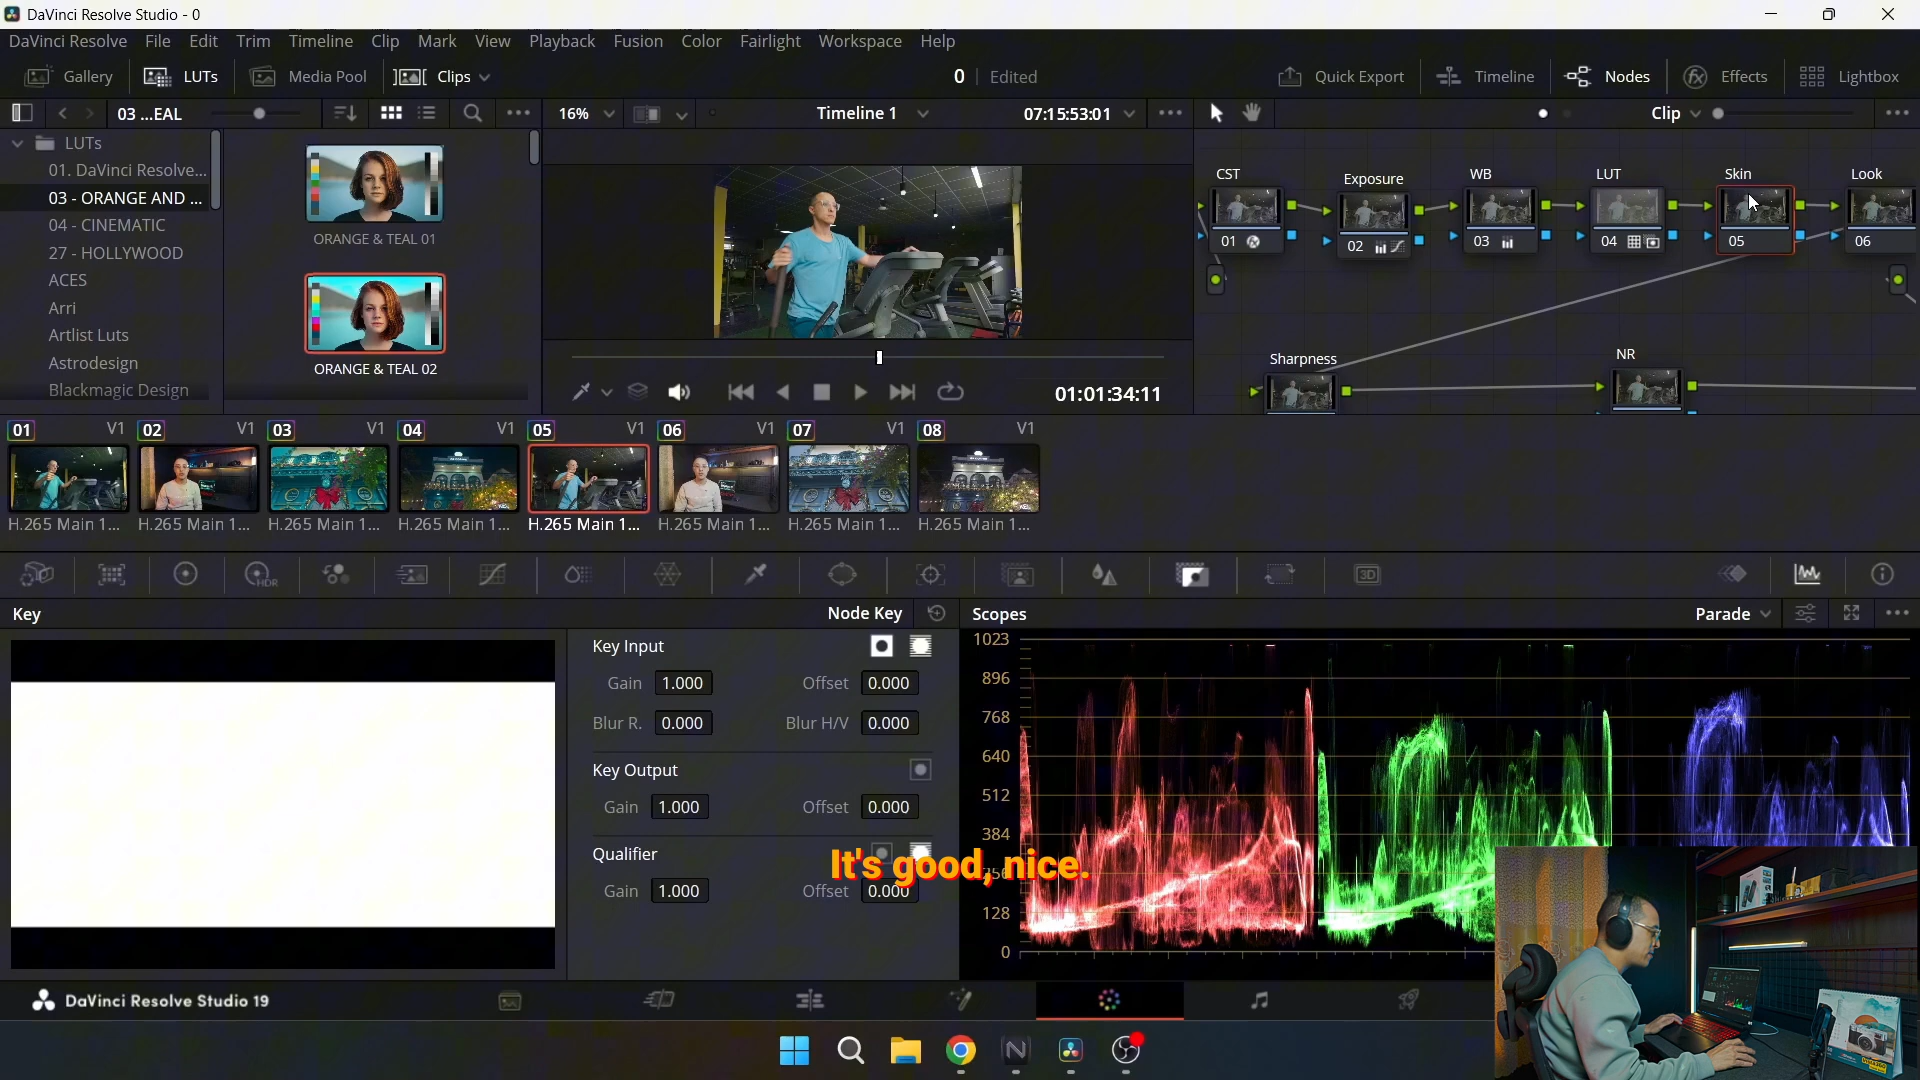 DaVinci Resolve Studio - 0
DaVinci Resolve File Edit Trim Timeline Clip Mark View Playback Fusion Color Fairlight Workspace Help
Gallery LUTs Media Pool Clips 0 Edited Quick Export Timeline Nodes Effects Lightbox
03 ...EAL 16% Timeline 1 07:15:53:01 Clip
LUTs
01. DaVinci Resolve...
03 - ORANGE AND ...
04 - CINEMATIC
27 - HOLLYWOOD
ACES
Arri
Artlist Luts
Astrodesign
Blackmagic Design
ORANGE & TEAL 01
ORANGE & TEAL 02
01:01:34:11
CST Exposure WB LUT Skin Look
01 02 03 04 05 06
Sharpness NR
01 V1 02 V1 03 V1 04 V1 05 V1 06 V1 07 V1 08 V1
H.265 Main 1... H.265 Main 1... H.265 Main 1... H.265 Main 1... H.265 Main 1... H.265 Main 1... H.265 Main 1... H.265 Main 1...
HDR 3D
Key Node Key
Key Input
Gain 1.000 Offset 0.000
Blur R. 0.000 Blur H/V 0.000
Key Output
Gain 1.000 Offset 0.000
Qualifier
Gain 1.000 Offset 0.000
It's good, nice.
Scopes Parade
1023
896
768
640
512
384
256
128
0
DaVinci Resolve Studio 19